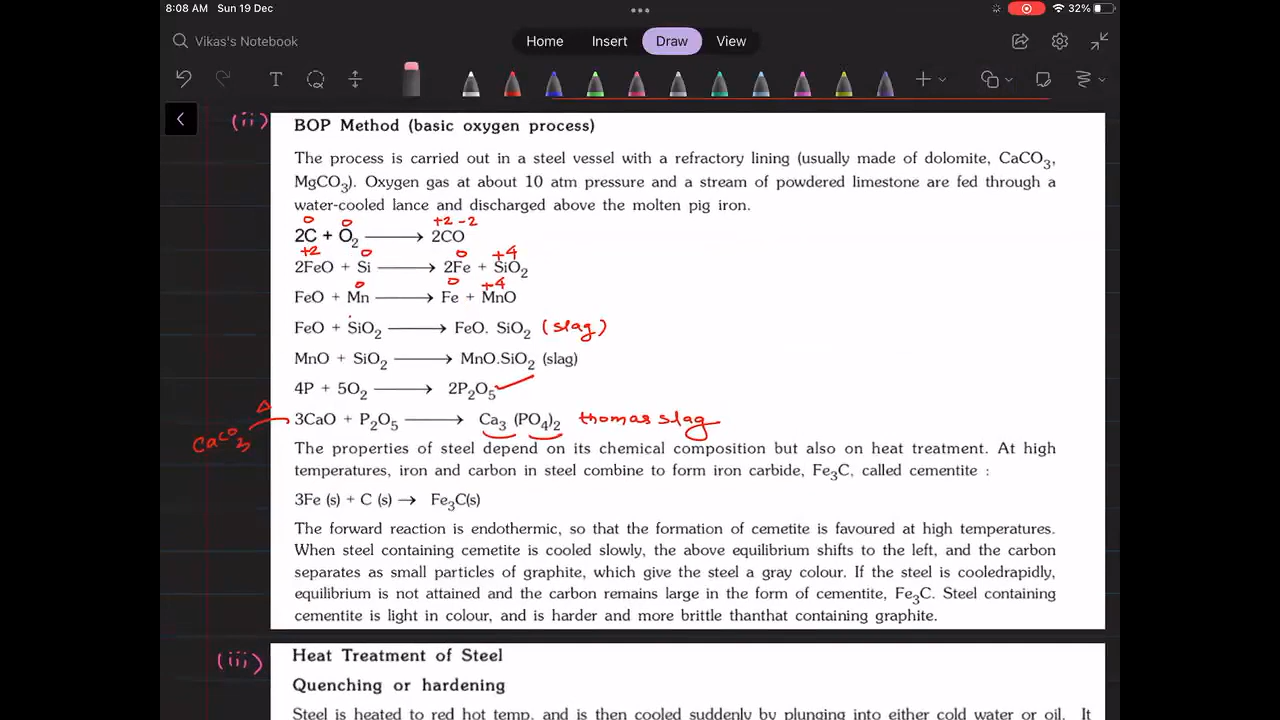 8:08 AM Sun 19 Dec
32%
Vikas's Notebook
Home Insert Draw View
(ii) BOP Method (basic oxygen process)
The process is carried out in a steel vessel with a refractory lining (usually made of dolomite, CaCO₃,
MgCO₃). Oxygen gas at about 10 atm pressure and a stream of powdered limestone are fed through a
water-cooled lance and discharged above the molten pig iron.
0 0 +2 -2
2C + O₂ ⟶ 2CO
+2 0 0 +4
2FeO + Si ⟶ 2Fe + SiO₂
0 0 +4
FeO + Mn ⟶ Fe + MnO
FeO + SiO₂ ⟶ FeO. SiO₂ (slag)
MnO + SiO₂ ⟶ MnO.SiO₂ (slag)
4P + 5O₂ ⟶ 2P₂O₅
Δ
3CaO + P₂O₅ ⟶ Ca₃ (PO₄)₂ thomas slag
CaCO₃
The properties of steel depend on its chemical composition but also on heat treatment. At high
temperatures, iron and carbon in steel combine to form iron carbide, Fe₃C, called cementite :
3Fe (s) + C (s) → Fe₃C(s)
The forward reaction is endothermic, so that the formation of cemetite is favoured at high temperatures.
When steel containing cemetite is cooled slowly, the above equilibrium shifts to the left, and the carbon
separates as small particles of graphite, which give the steel a gray colour. If the steel is cooledrapidly,
equilibrium is not attained and the carbon remains large in the form of cementite, Fe₃C. Steel containing
cementite is light in colour, and is harder and more brittle thanthat containing graphite.
(iii) Heat Treatment of Steel
Quenching or hardening
Steel is heated to red hot temp. and is then cooled suddenly by plunging into either cold water or oil. It